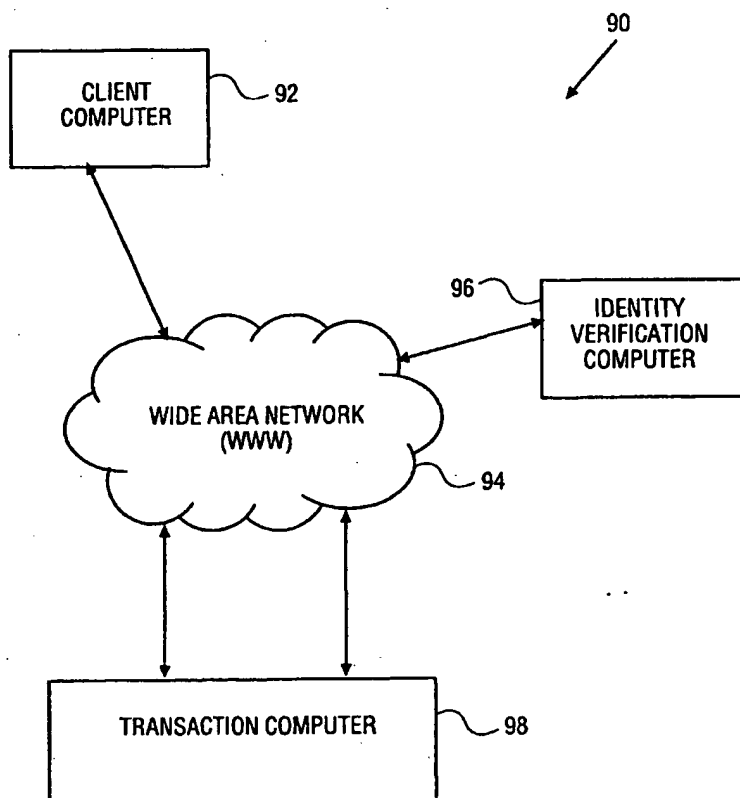 90
CLIENT
COMPUTER
92
96
IDENTITY
VERIFICATION
COMPUTER
WIDE AREA NETWORK
(WWW)
94
TRANSACTION COMPUTER
98